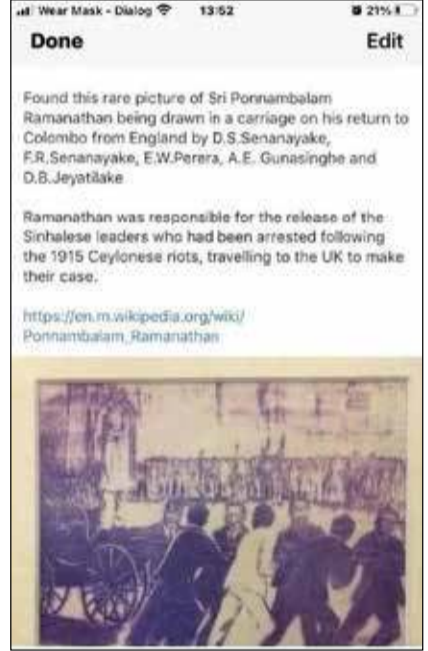 Wear Mask - Dialog 13:52 21%
Done Edit
Found this rare picture of Sri Ponnambalam
Ramanathan being drawn in a carriage on his return to
Colombo from England by D.S.Senanayake,
F.R.Senanayake, E.W.Perera, A.E. Gunasinghe and
D.B.Jeyatilake
Ramanathan was responsible for the release of the
Sinhalese leaders who had been arrested following
the 1915 Ceylonese riots, travelling to the UK to make
their case.
https://en.m.wikipedia.org/wiki/
Ponnambalam_Ramanathan